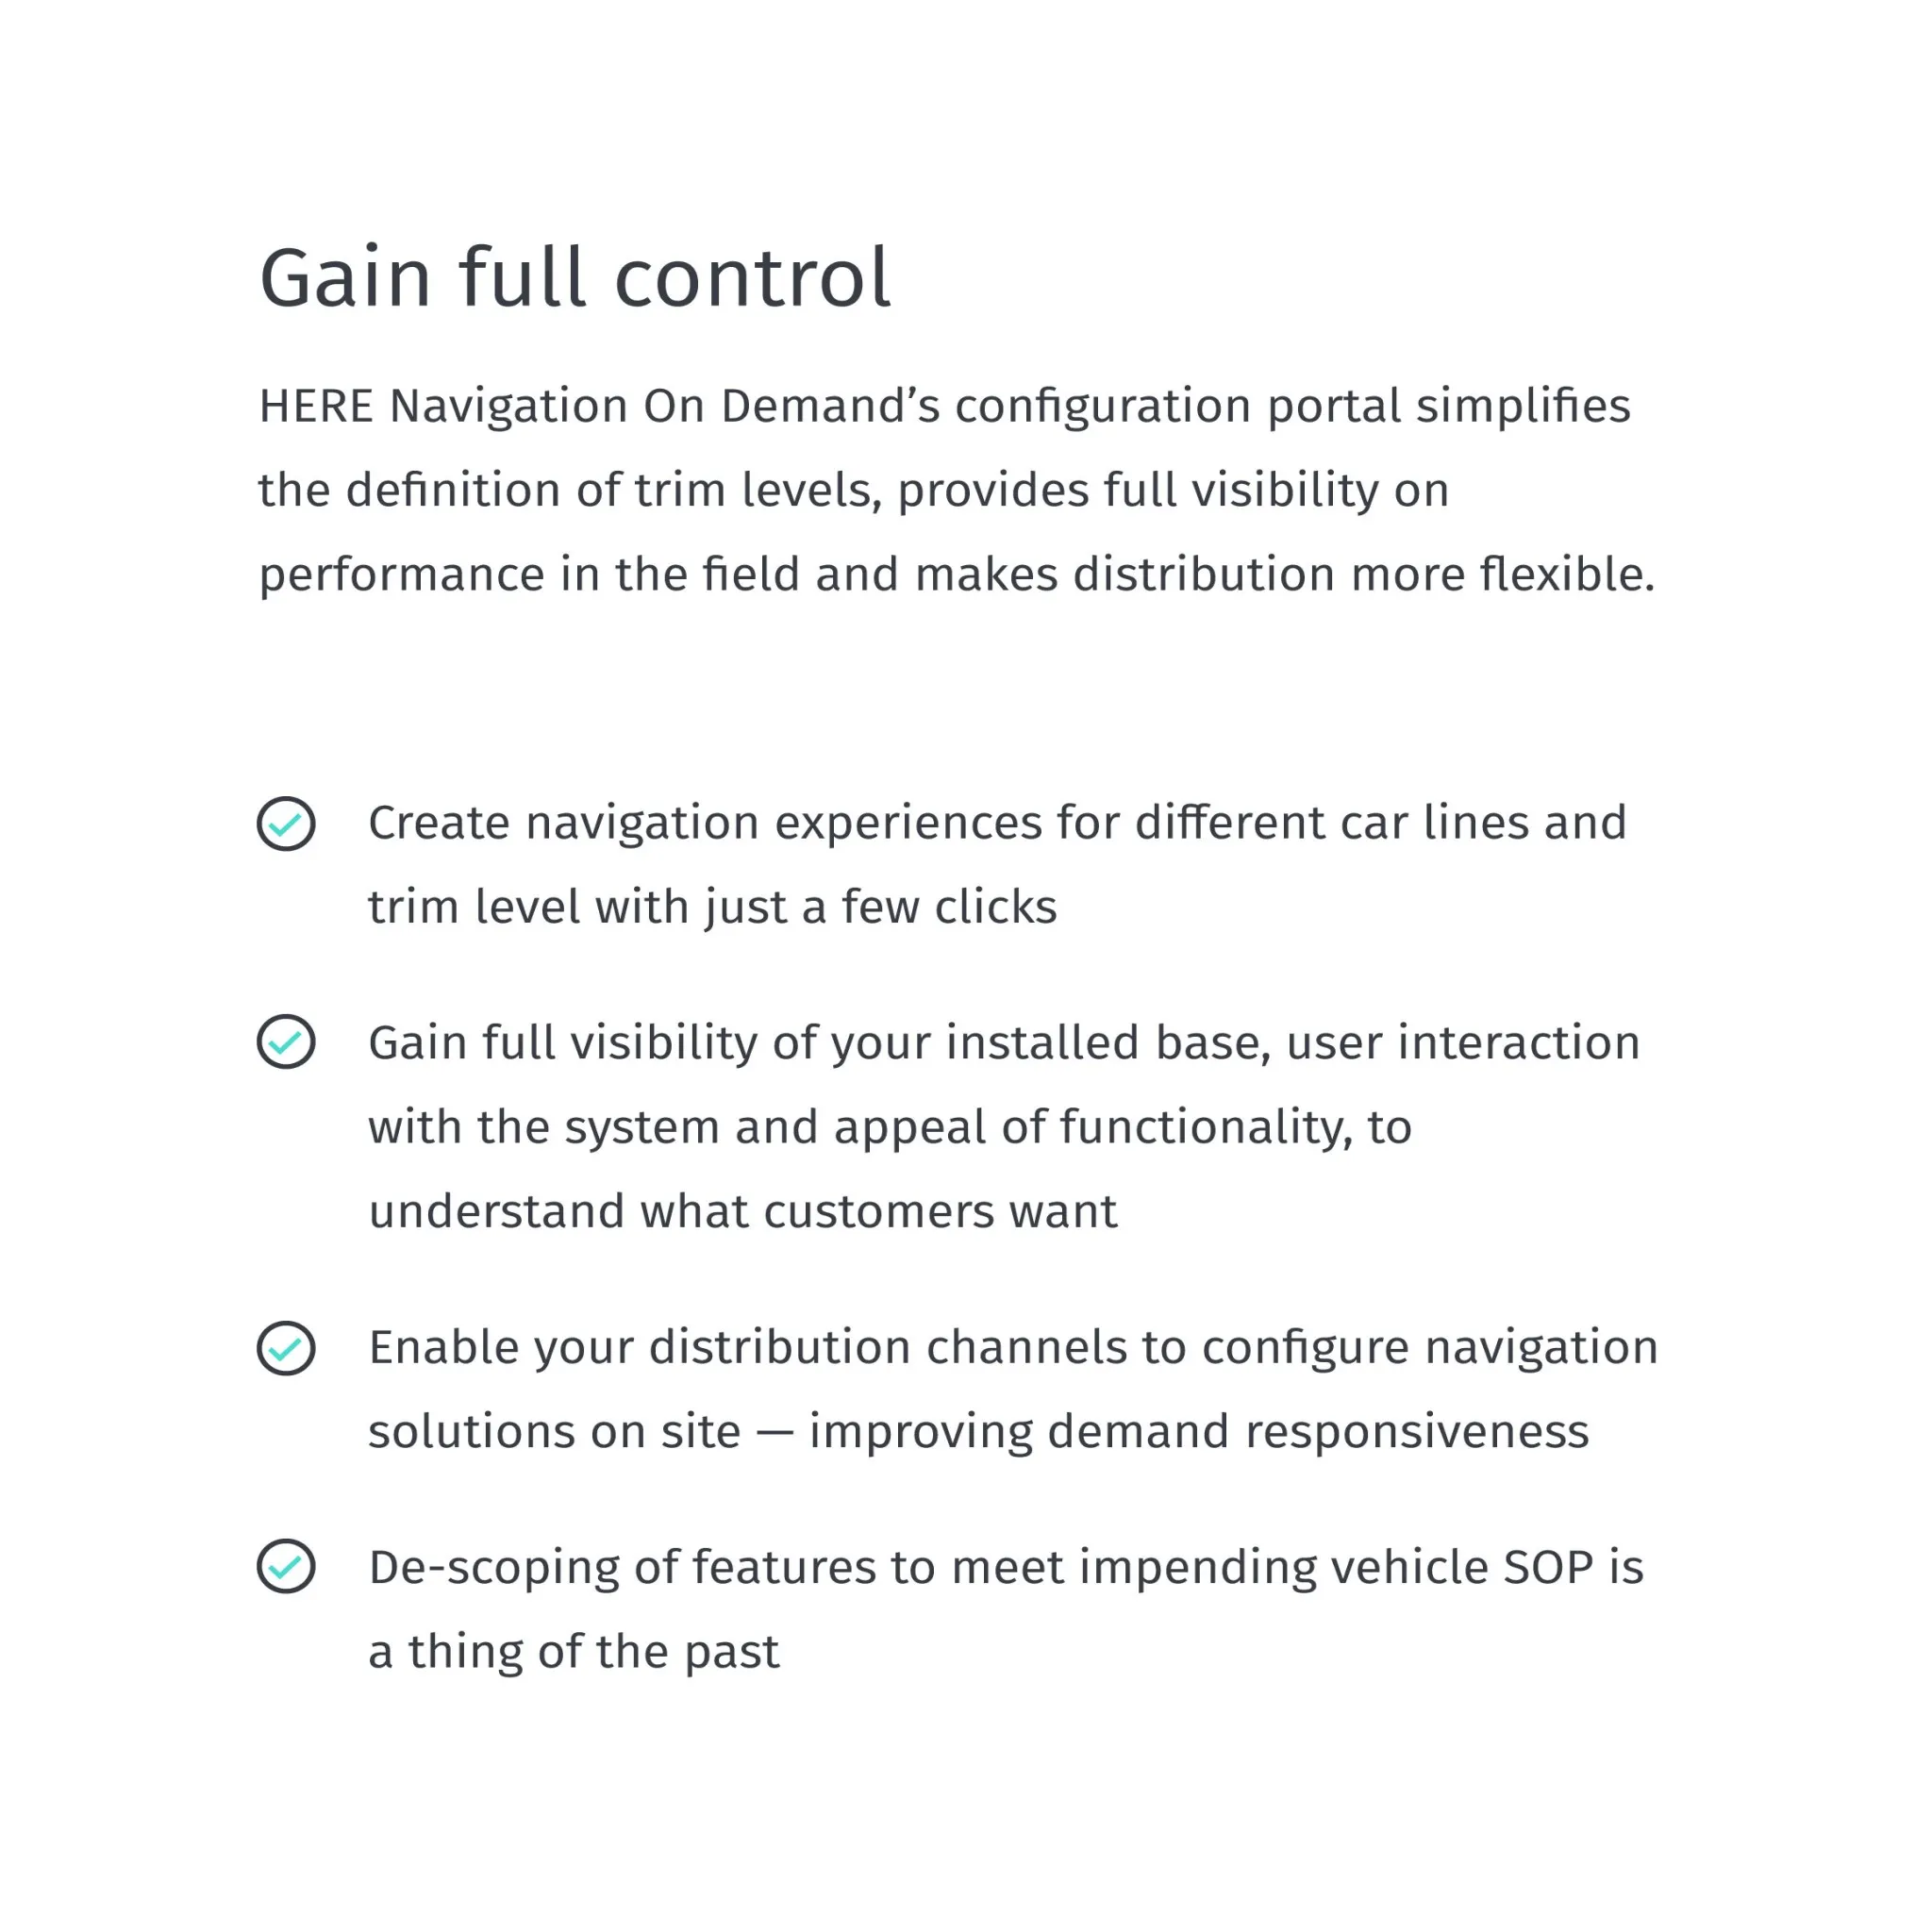 Gain full control
HERE Navigation On Demand’s configuration portal simplifies
the definition of trim levels, provides full visibility on
performance in the field and makes distribution more flexible.
Create navigation experiences for different car lines and
trim level with just a few clicks
Gain full visibility of your installed base, user interaction
with the system and appeal of functionality, to
understand what customers want
Enable your distribution channels to configure navigation
solutions on site — improving demand responsiveness
De-scoping of features to meet impending vehicle SOP is
a thing of the past